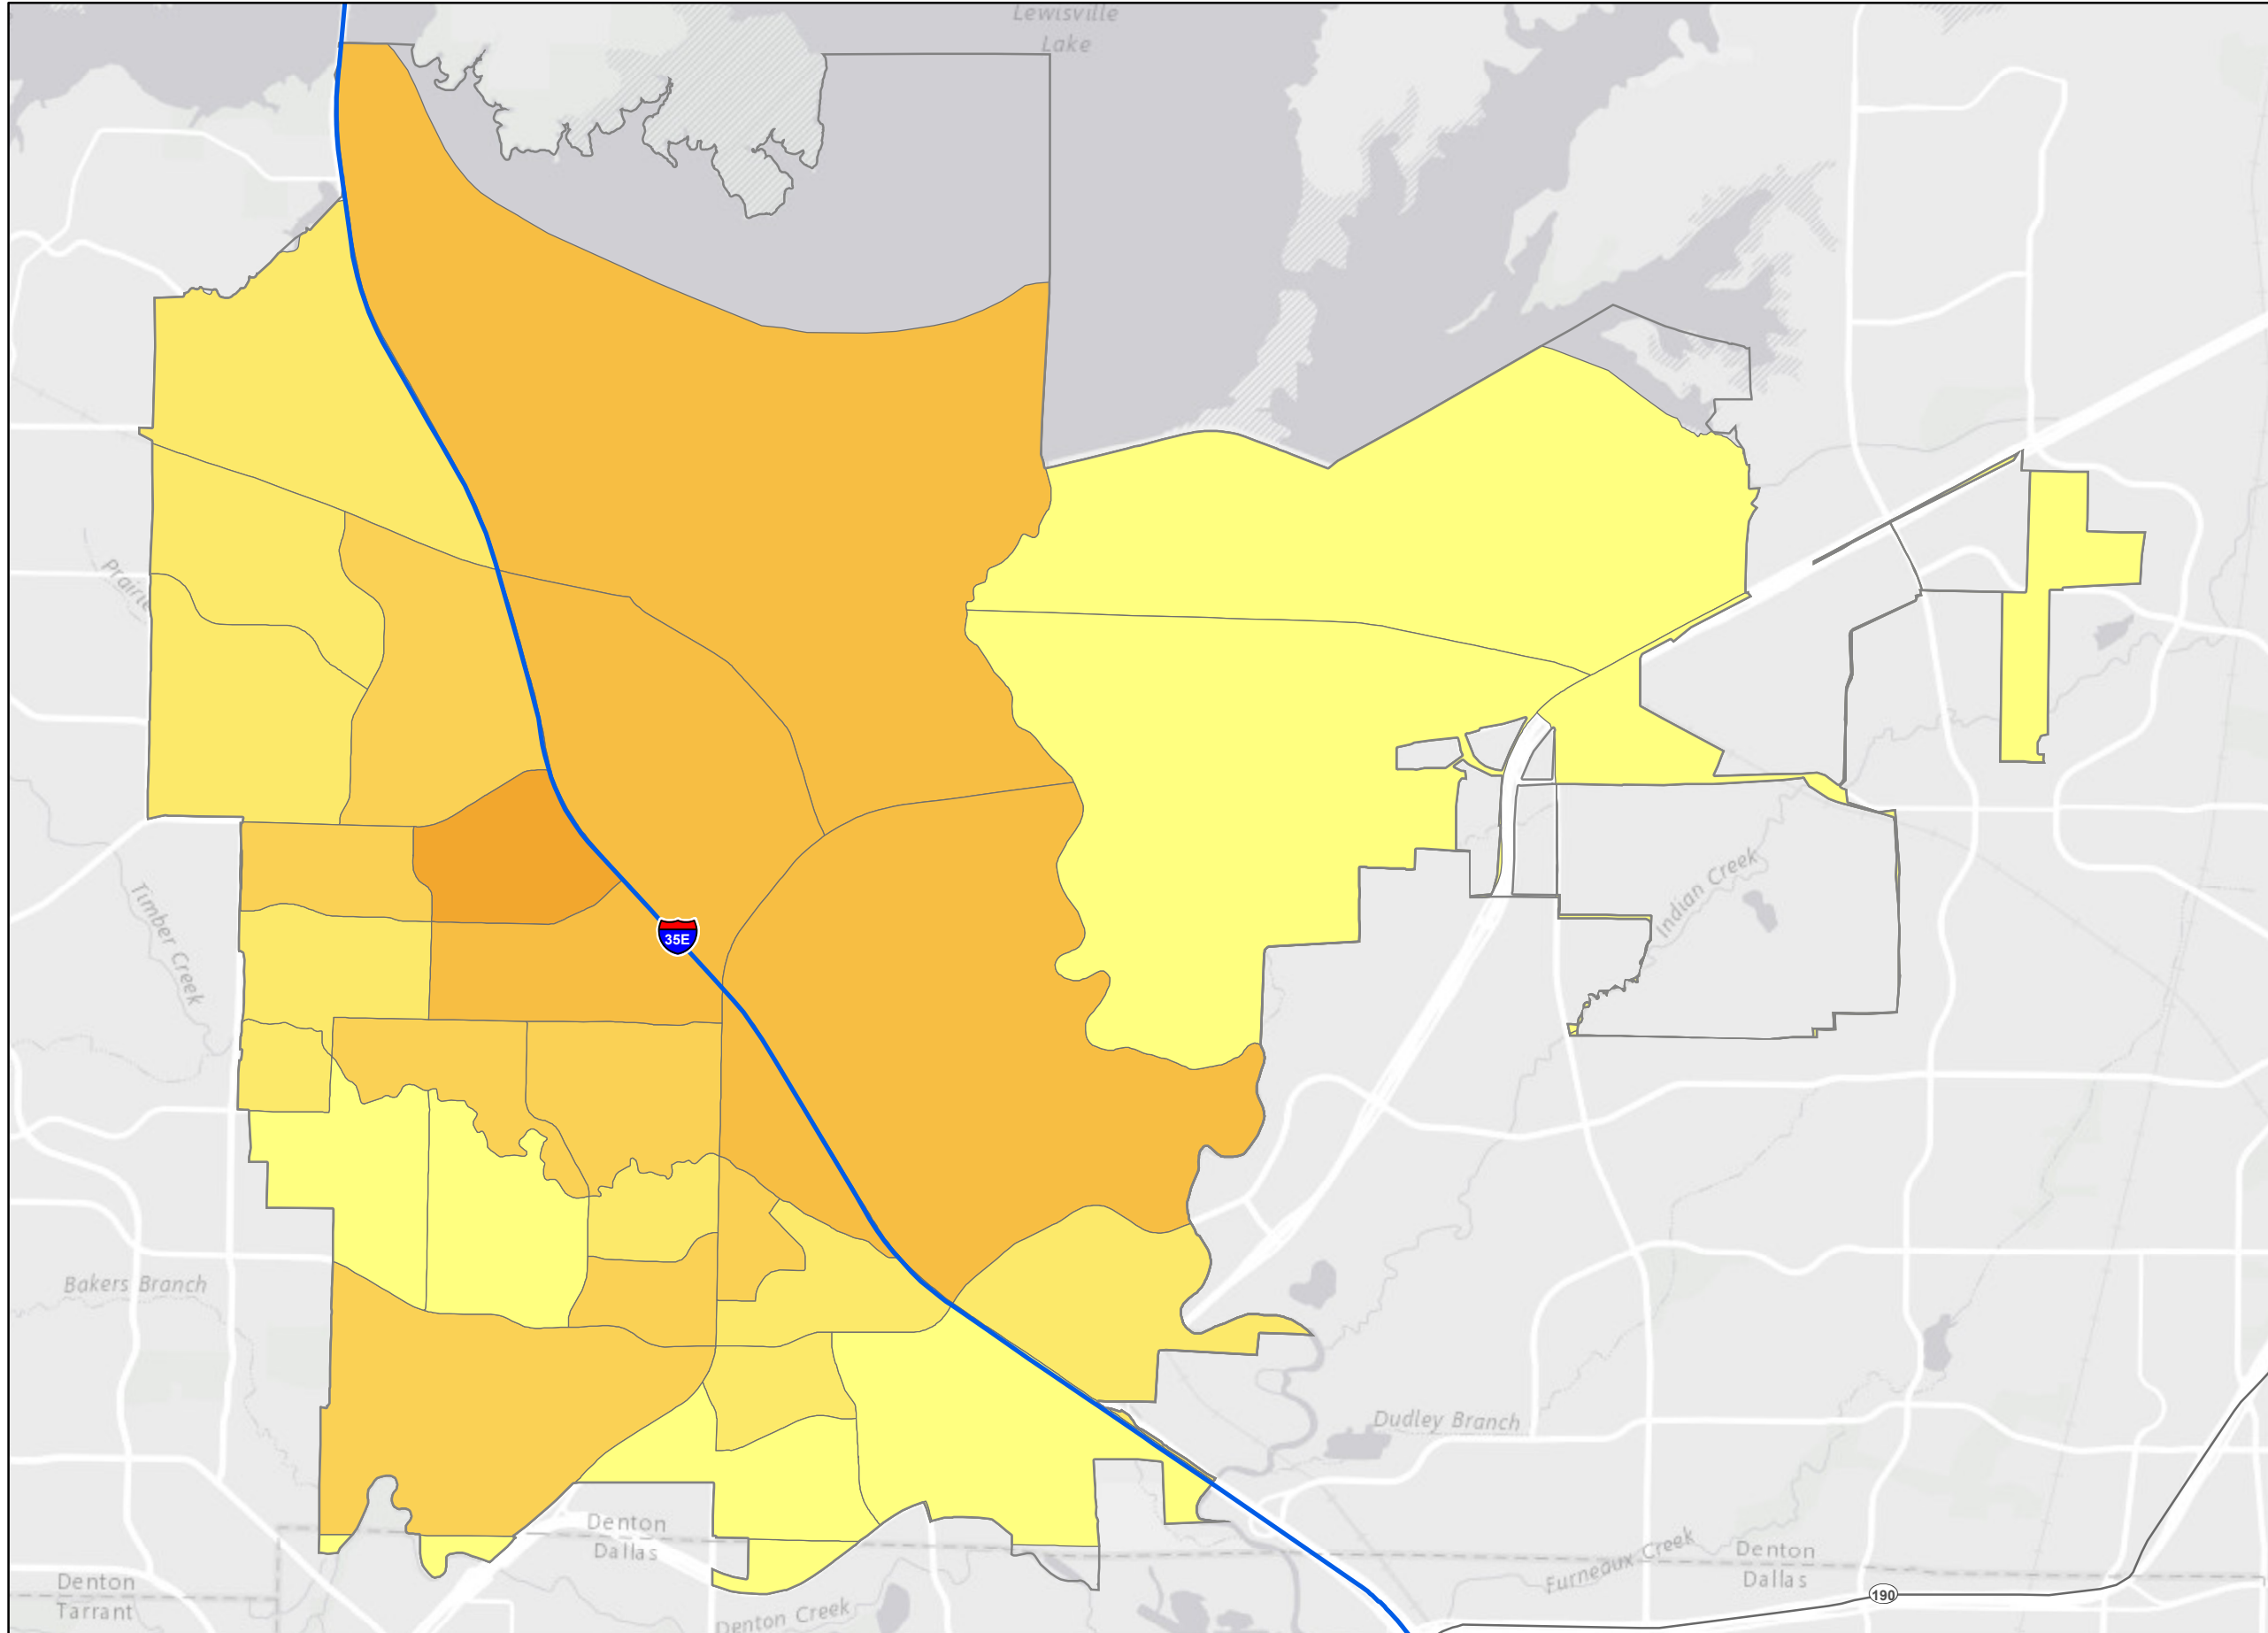 Lewisville
Lake
Prairie
Timber Creek
35E
Indian Creek
Bakers Branch
Dudley Branch
Denton
Dallas
Furneaux Creek
Denton
Dallas
Denton
Tarrant
Denton Creek
190